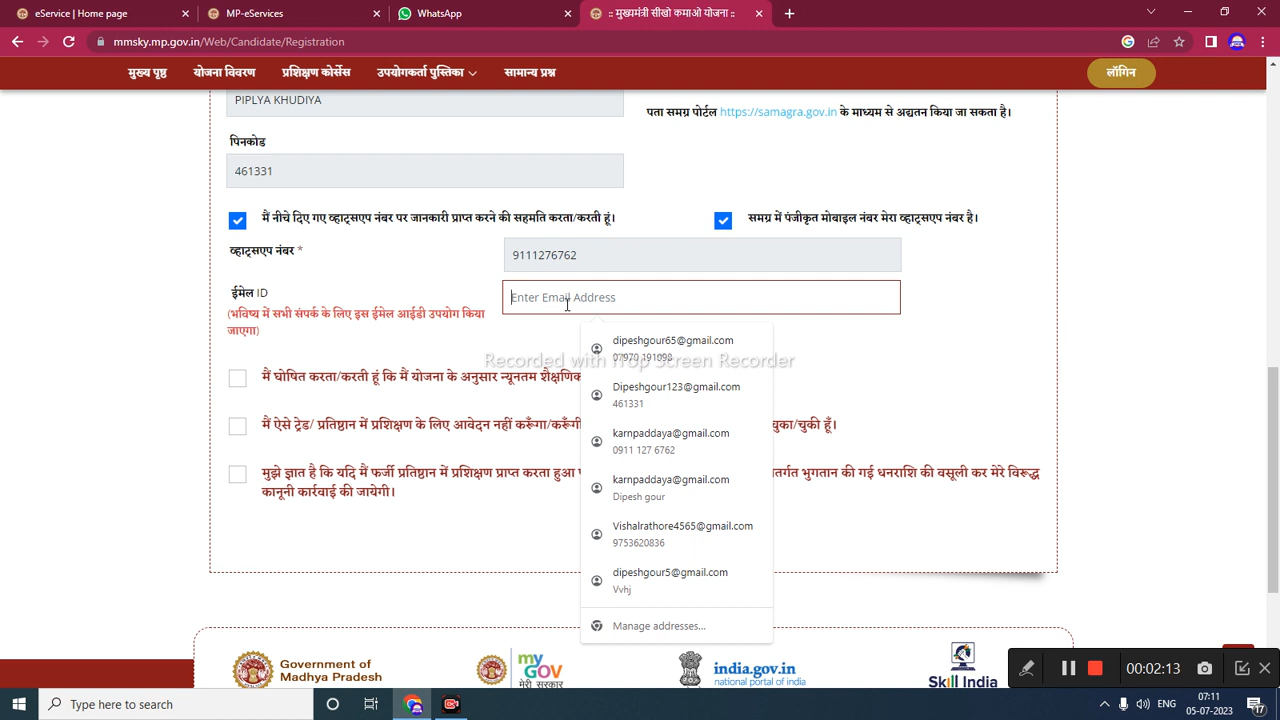 eService
MP-eServices
WhatsApp
:: मुख्यमंत्री सीखो कमाओ योजना ::
mmsky.mp.gov.in/Web/Candidate/Registration
मुख्य पृष्ठ योजना विवरण प्रशिक्षण कोर्सेस उपयोगकर्ता पुस्तिका सामान्य प्रश्न लॉगिन
PIPLYA KHUDIYA
पता समग्र पोर्टल https://samagra.gov.in के माध्यम से अद्यतन किया जा सकता है।
पिनकोड
461331
मैं नीचे दिए गए व्हाट्सएप नंबर पर जानकारी प्राप्त करने की सहमति करता/करती हूं।
समग्र में पंजीकृत मोबाइल नंबर मेरा व्हाट्सएप नंबर है।
व्हाट्सएप नंबर *
9111276762
ईमेल ID
Enter Email Address
(भविष्य में सभी संपर्क के लिए इस ईमेल आईडी उपयोग किया
जाएगा)
dipeshgour65@gmail.com
07970 191098
Recorded with iTop Screen Recorder
Dipeshgour123@gmail.com
461331
karnpaddaya@gmail.com
0911 127 6762
karnpaddaya@gmail.com
Dipesh gour
Vishalrathore4565@gmail.com
9753620836
dipeshgour5@gmail.com
Vvhj
Manage addresses...
मैं घोषित करता/करती हूं कि मैं योजना के अनुसार न्यूनतम
मैं ऐसे ट्रेड/ प्रतिष्ठान में प्रशिक्षण के लिए आवेदन नहीं करूँगा/करूँगी चुका/चुकी हूँ।
मुझे ज्ञात है कि यदि मैं फर्जी प्रतिष्ठान में प्रशिक्षण प्राप्त करता हुआ भुगतान की गई धनराशि की वसूली कर मेरे विरूद्ध
कानूनी कार्रवाई की जायेगी।
Government of
Madhya Pradesh
my
GOV
मेरी सरकार
india.gov.in
national portal of india
Skill India
00:02:13
Type here to search
ENG
07:11
05-07-2023
17